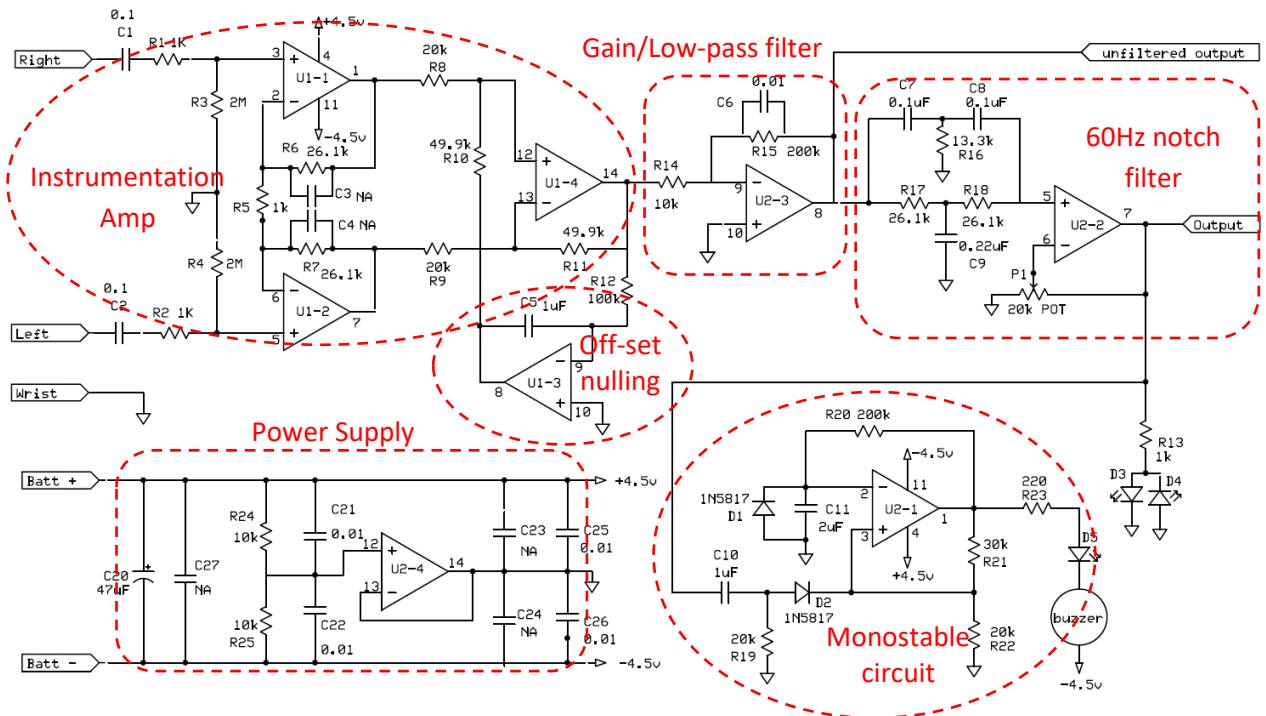 0.1
C1
R1 1K
Right
R3
2M
Instrumentation
Amp
R4
2M
0.1
C2
R2 1K
Left
Wrist
+4.5v
3
4
U1-1
1
2
11
-4.5v
R6
26.1k
C3 NA
R5
1k
C4 NA
R7
26.1k
6
U1-2
7
5
20k
R8
49.9k
R10
12
U1-4
14
13
49.9k
R11
20k
R9
R12
100k
C5
1uF
Off-set
nulling
9
U1-3
8
10
Gain/Low-pass filter
0.01
C6
R15 200k
R14
10k
9
U2-3
8
10
unfiltered output
C7
0.1uF
C8
0.1uF
13.3k
R16
60Hz notch
filter
R17
26.1k
R18
26.1k
0.22uF
C9
5
U2-2
7
6
P1
20k POT
Output
Power Supply
Batt +
+4.5v
R24
10k
C21
0.01
C23
NA
C25
0.01
C20
47uF
C27
NA
12
U2-4
14
13
10k
R25
C22
0.01
C24
NA
C26
0.01
Batt -
-4.5v
R20 200k
-4.5v
1N5817
D1
C11
2uF
2
11
U2-1
1
3
4
+4.5v
220
R23
30k
R21
C10
1uF
D2
1N5817
20k
R19
20k
R22
Monostable
circuit
D5
buzzer
-4.5v
R13
1k
D3
D4